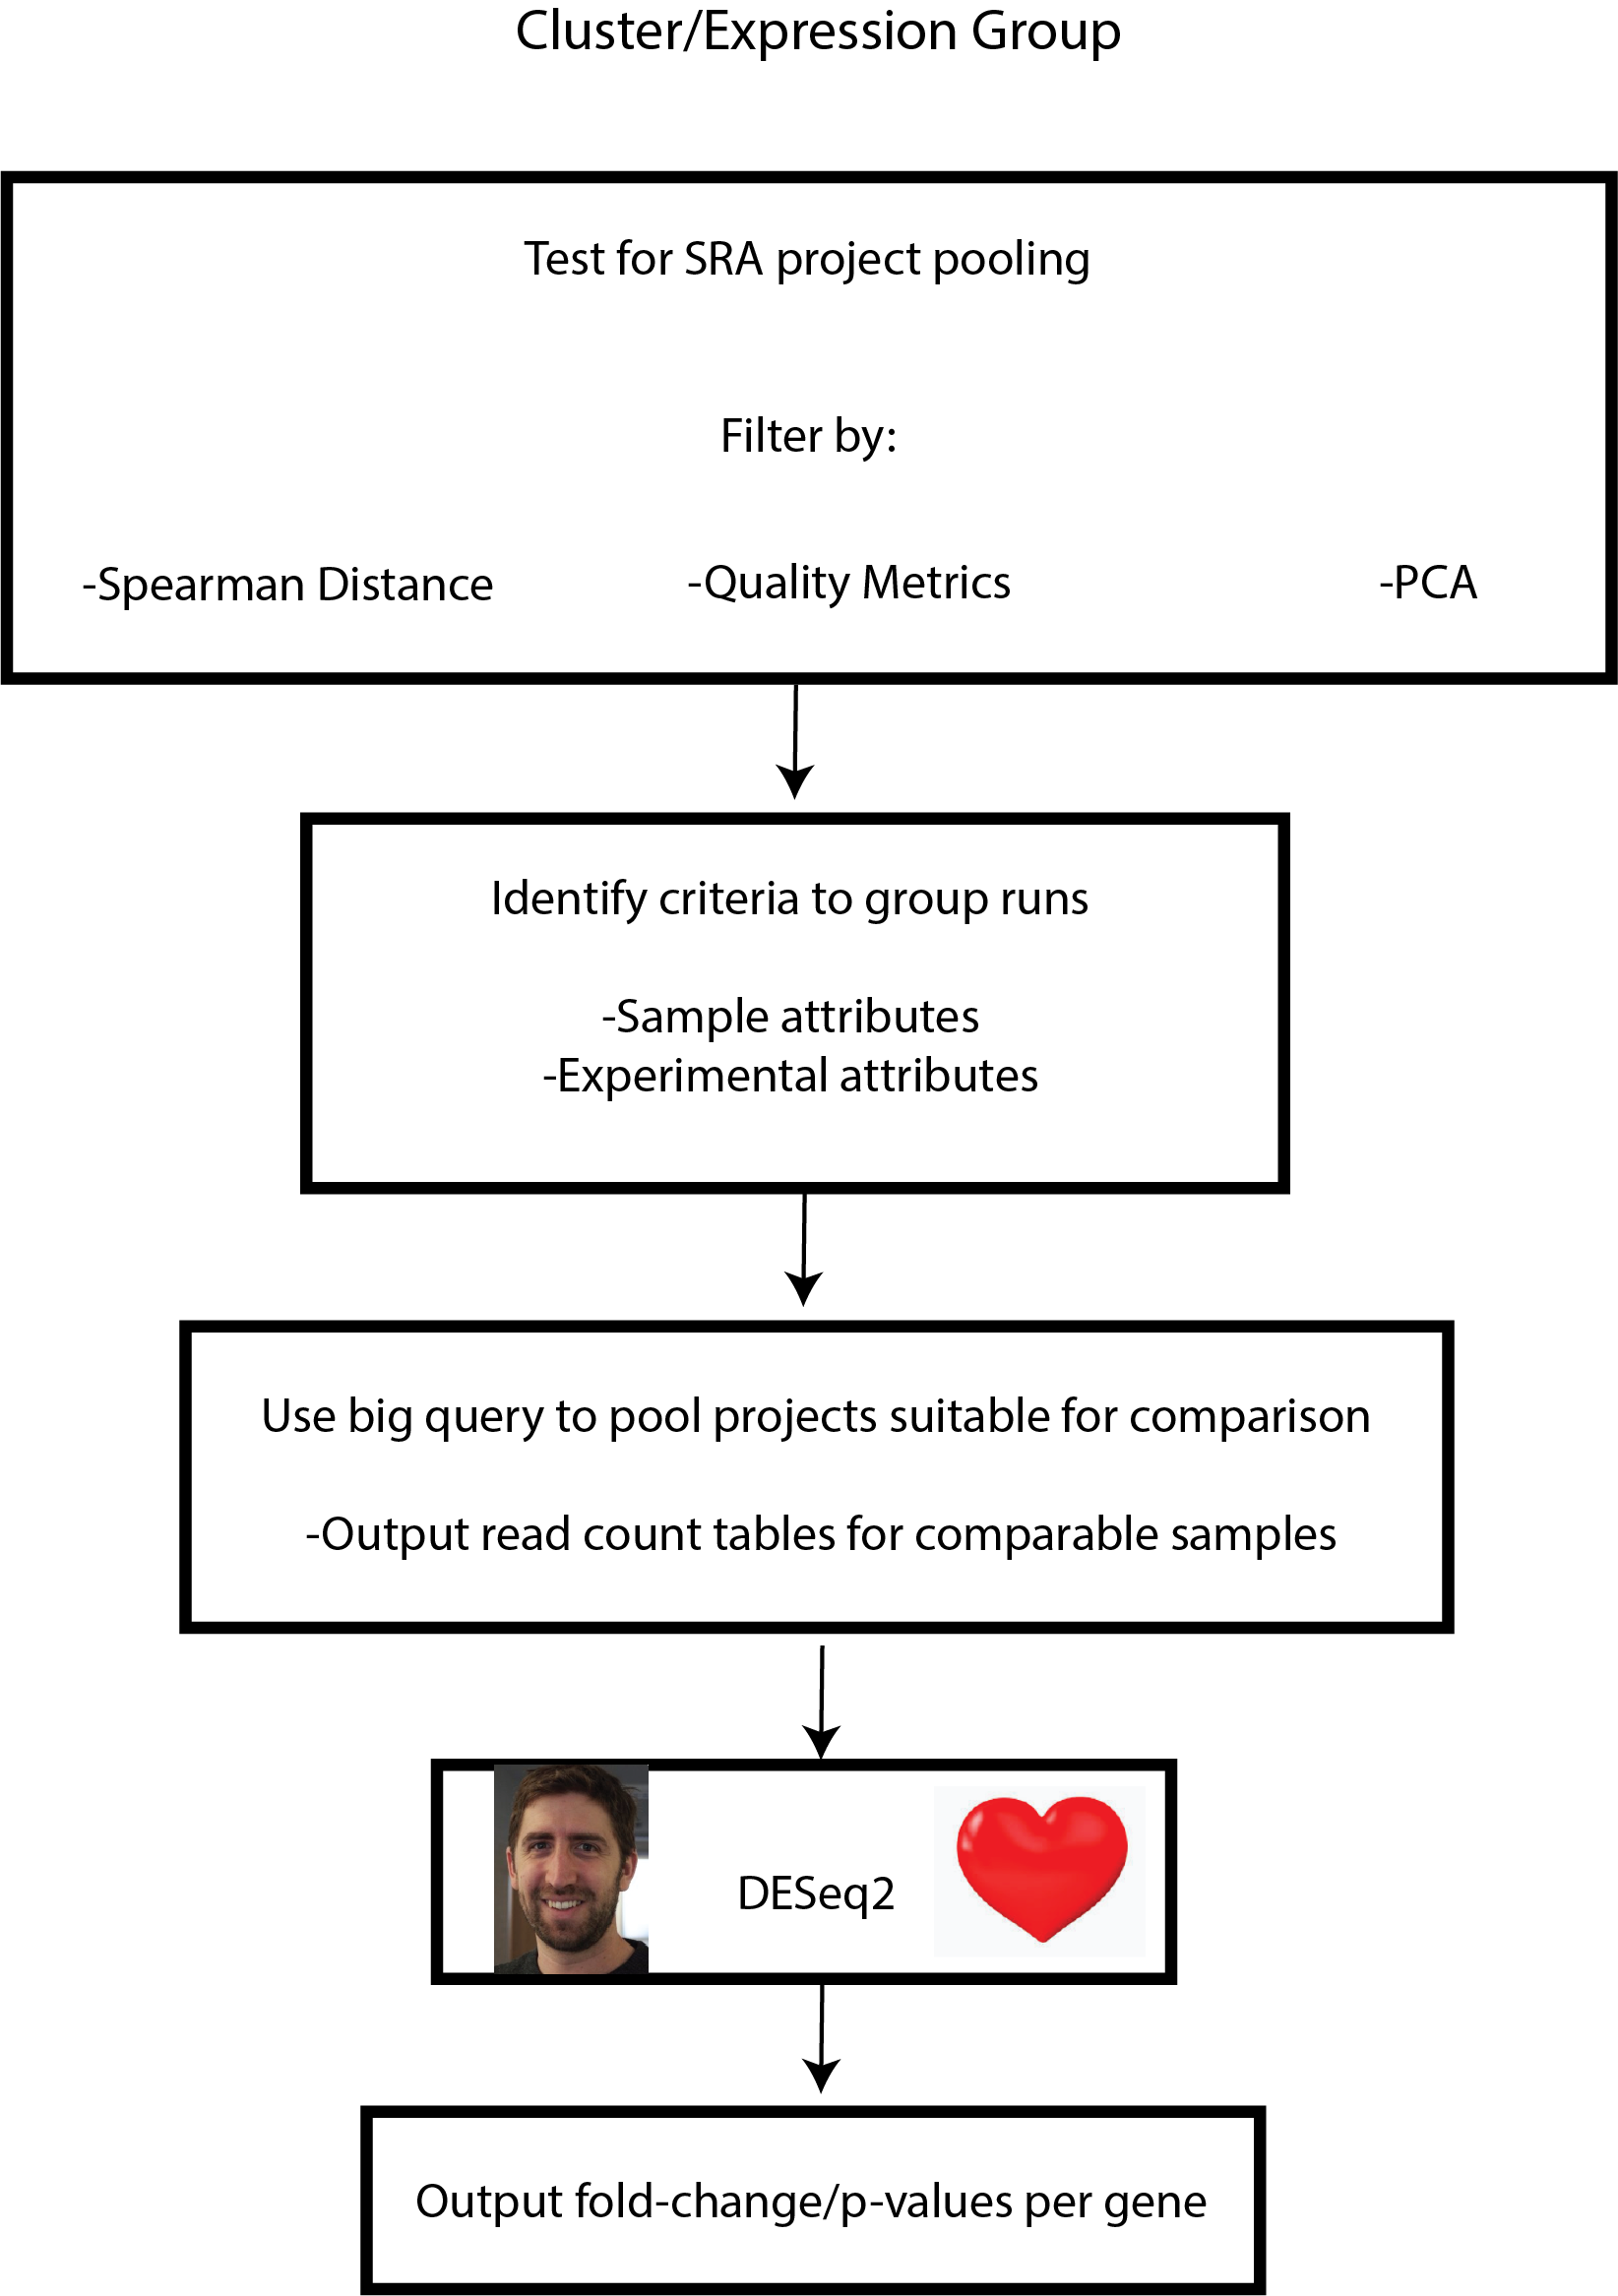 Cluster/Expression Group
Test for SRA project pooling
Filter by:
-Spearman Distance -Quality Metrics -PCA
Identify criteria to group runs
-Sample attributes
-Experimental attributes
Use big query to pool projects suitable for comparison
-Output read count tables for comparable samples
DESeq2
Output fold-change/p-values per gene